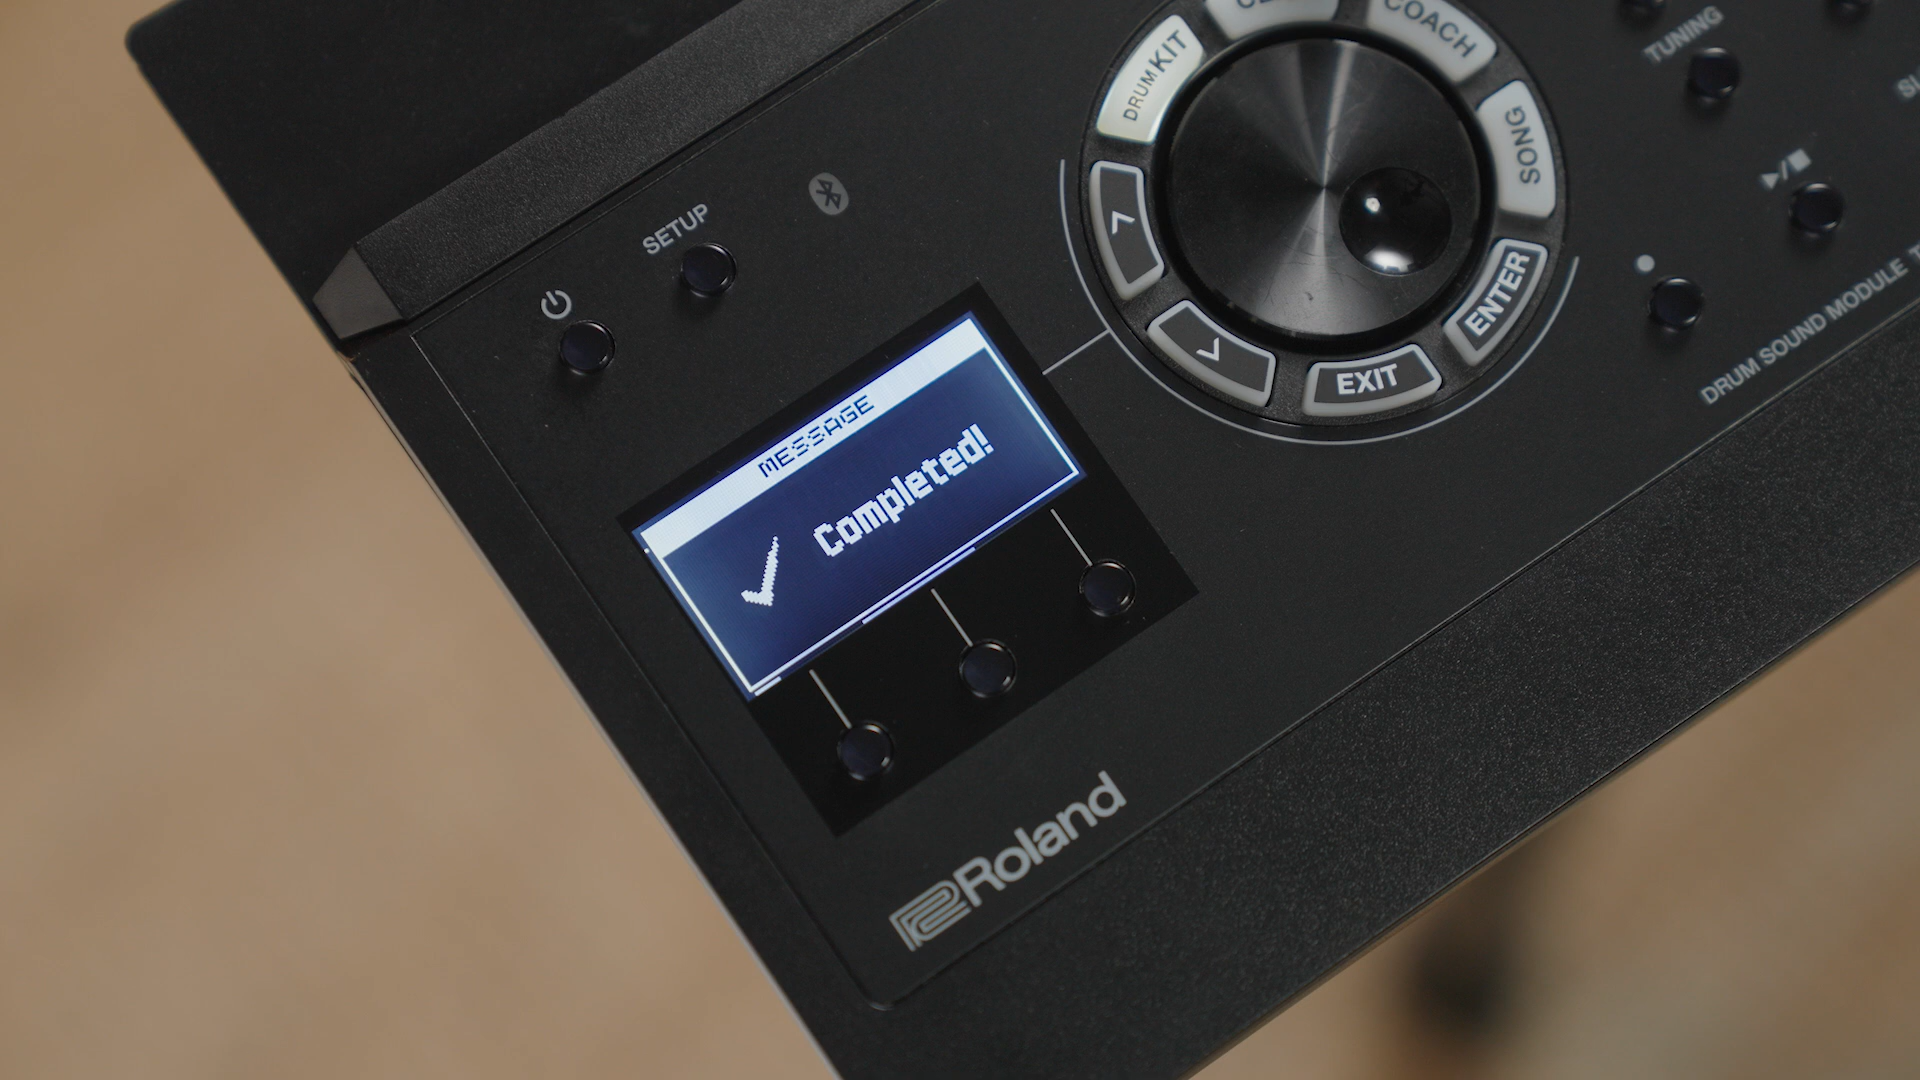 COACH
DRUM KIT
SONG
TUNING
SETUP
ENTER
EXIT
DRUM SOUND MODULE
MESSAGE
Completed!
Roland